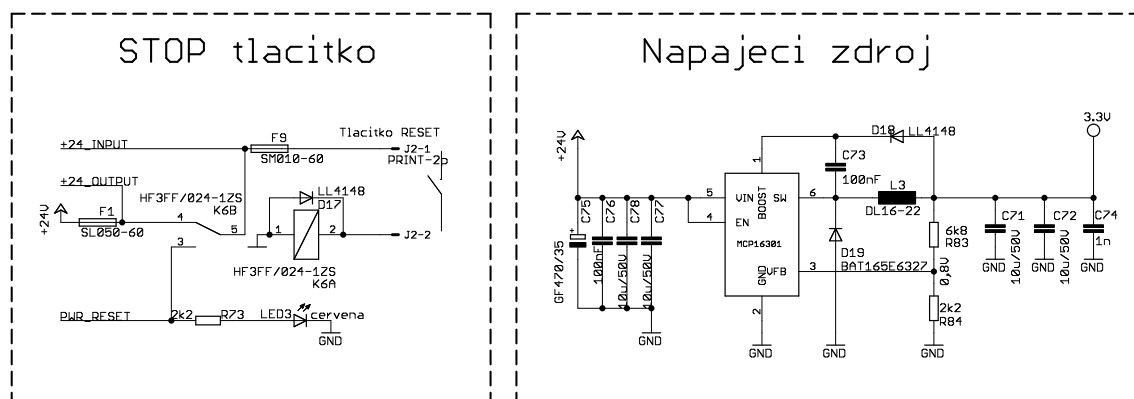 STOP tlacitko
+24_INPUT
F9
SM010-60
Tlacitko RESET
J2-1
PRINT-2p
+24_OUTPUT
+24V
F1
SL050-60
HF3FF/024-1ZS
K6B
4
5
3
LL4148
D17
1
2
J2-2
HF3FF/024-1ZS
K6A
PWR_RESET
2k2
R73
LED3
cervena
GND
Napajeci zdroj
+24V
C75
C76
C78
C77
GF470/35
100nF
10u/50V
10u/50V
GND
5
4
1
VIN
EN
BOOST
SW
MCP16301
GND
VFB
6
3
2
GND
C73
100nF
D18
LL4148
L3
DL16-22
D19
BAT165E6327
GND
6k8
R83
0,8V
2k2
R84
GND
3.3V
C71
10u/50V
GND
C72
10u/50V
GND
C74
1n
GND